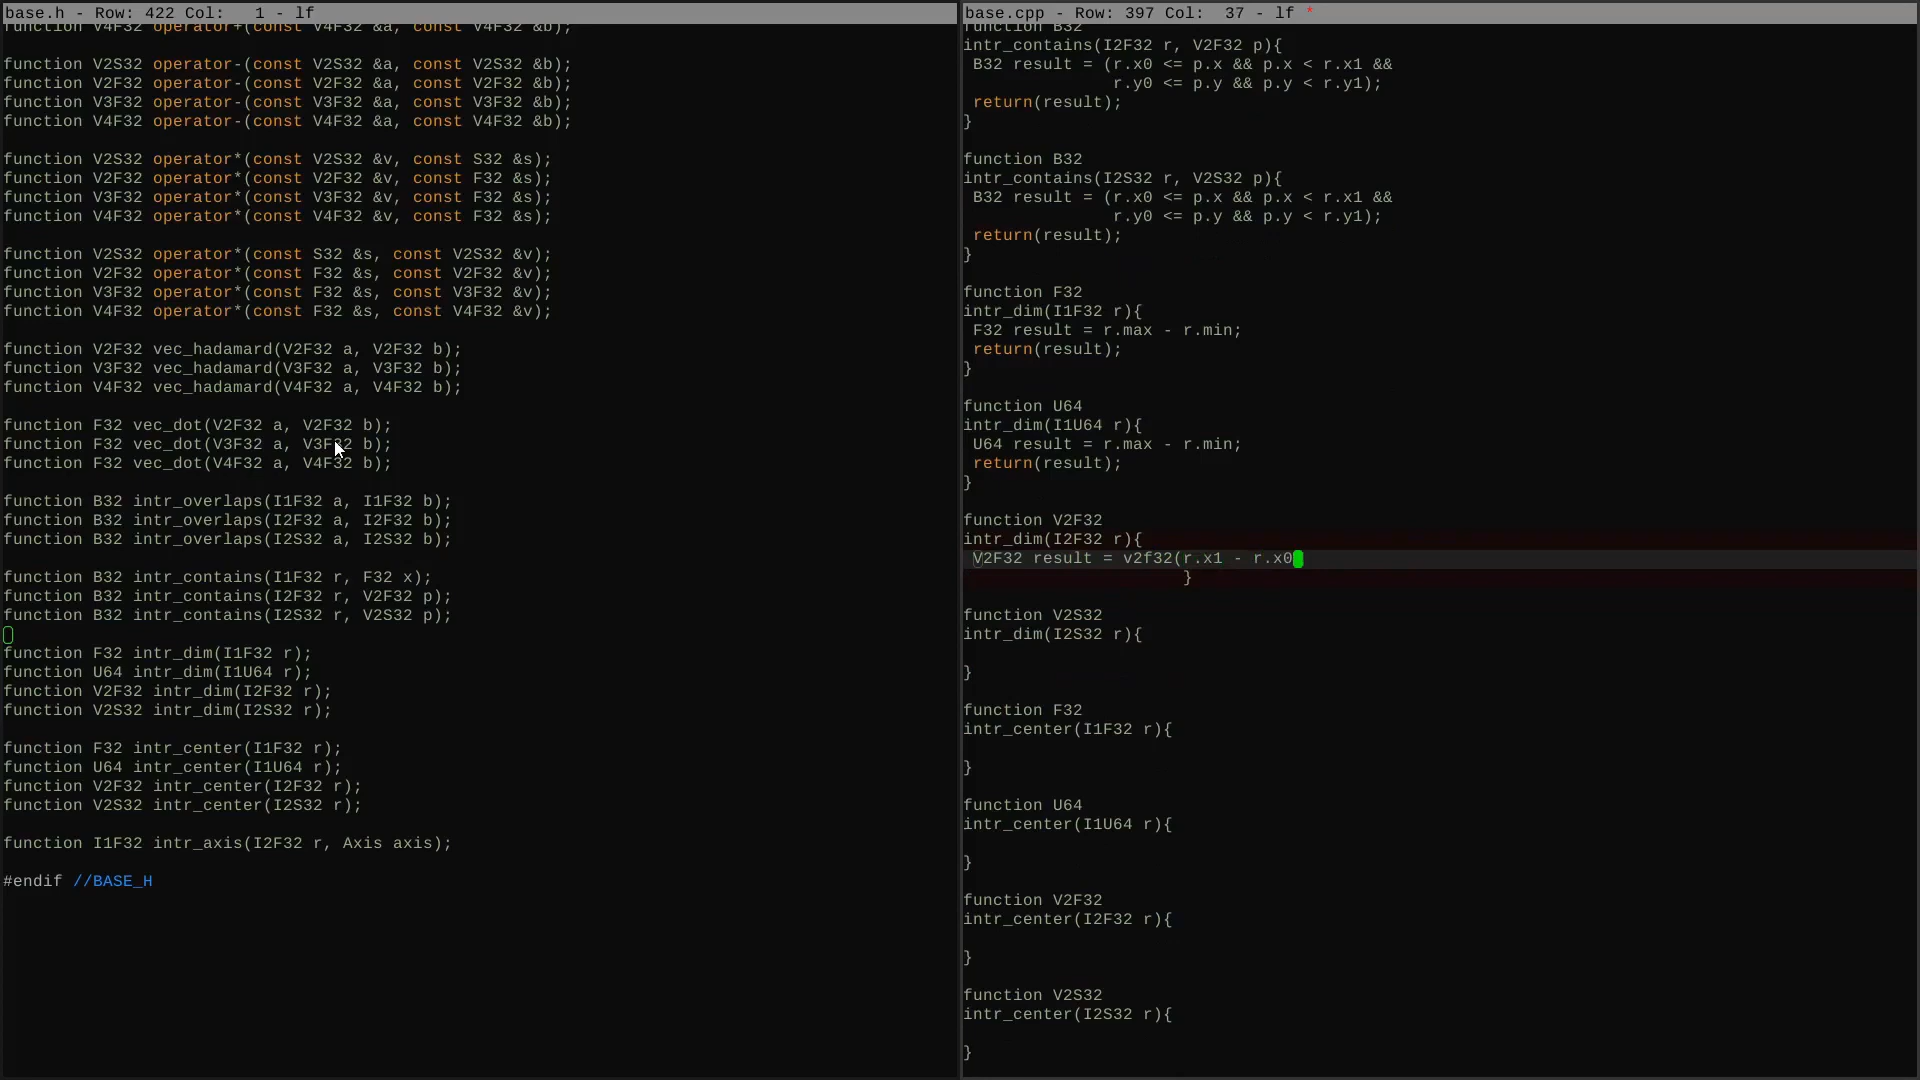 base.h - Row: 422 Col:   1 - lf
function V4F32 operator+(const V4F32 &a, const V4F32 &b);
function V2S32 operator-(const V2S32 &a, const V2S32 &b);
function V2F32 operator-(const V2F32 &a, const V2F32 &b);
function V3F32 operator-(const V3F32 &a, const V3F32 &b);
function V4F32 operator-(const V4F32 &a, const V4F32 &b);
function V2S32 operator*(const V2S32 &v, const S32 &s);
function V2F32 operator*(const V2F32 &v, const F32 &s);
function V3F32 operator*(const V3F32 &v, const F32 &s);
function V4F32 operator*(const V4F32 &v, const F32 &s);
function V2S32 operator*(const S32 &s, const V2S32 &v);
function V2F32 operator*(const F32 &s, const V2F32 &v);
function V3F32 operator*(const F32 &s, const V3F32 &v);
function V4F32 operator*(const F32 &s, const V4F32 &v);
function V2F32 vec_hadamard(V2F32 a, V2F32 b);
function V3F32 vec_hadamard(V3F32 a, V3F32 b);
function V4F32 vec_hadamard(V4F32 a, V4F32 b);
function F32 vec_dot(V2F32 a, V2F32 b);
function F32 vec_dot(V3F32 a, V3F32 b);
function F32 vec_dot(V4F32 a, V4F32 b);
function B32 intr_overlaps(I1F32 a, I1F32 b);
function B32 intr_overlaps(I2F32 a, I2F32 b);
function B32 intr_overlaps(I2S32 a, I2S32 b);
function B32 intr_contains(I1F32 r, F32 x);
function B32 intr_contains(I2F32 r, V2F32 p);
function B32 intr_contains(I2S32 r, V2S32 p);
function F32 intr_dim(I1F32 r);
function U64 intr_dim(I1U64 r);
function V2F32 intr_dim(I2F32 r);
function V2S32 intr_dim(I2S32 r);
function F32 intr_center(I1F32 r);
function U64 intr_center(I1U64 r);
function V2F32 intr_center(I2F32 r);
function V2S32 intr_center(I2S32 r);
function I1F32 intr_axis(I2F32 r, Axis axis);
#endif //BASE_H
base.cpp - Row: 397 Col:  37 - lf *
function B32
intr_contains(I2F32 r, V2F32 p){
 B32 result = (r.x0 <= p.x && p.x < r.x1 &&
               r.y0 <= p.y && p.y < r.y1);
 return(result);
}
function B32
intr_contains(I2S32 r, V2S32 p){
 B32 result = (r.x0 <= p.x && p.x < r.x1 &&
               r.y0 <= p.y && p.y < r.y1);
 return(result);
}
function F32
intr_dim(I1F32 r){
 F32 result = r.max - r.min;
 return(result);
}
function U64
intr_dim(I1U64 r){
 U64 result = r.max - r.min;
 return(result);
}
function V2F32
intr_dim(I2F32 r){
 V2F32 result = v2f32(r.x1 - r.x0
                      }
function V2S32
intr_dim(I2S32 r){
}
function F32
intr_center(I1F32 r){
}
function U64
intr_center(I1U64 r){
}
function V2F32
intr_center(I2F32 r){
}
function V2S32
intr_center(I2S32 r){
}